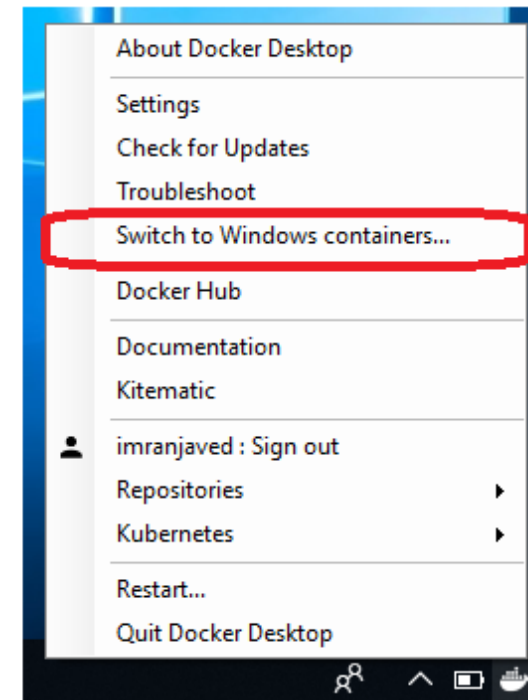 About Docker Desktop
Settings
Check for Updates
Troubleshoot
Switch to Windows containers...
Docker Hub
Documentation
Kitematic
imranjaved : Sign out
Repositories
Kubernetes
Restart...
Quit Docker Desktop